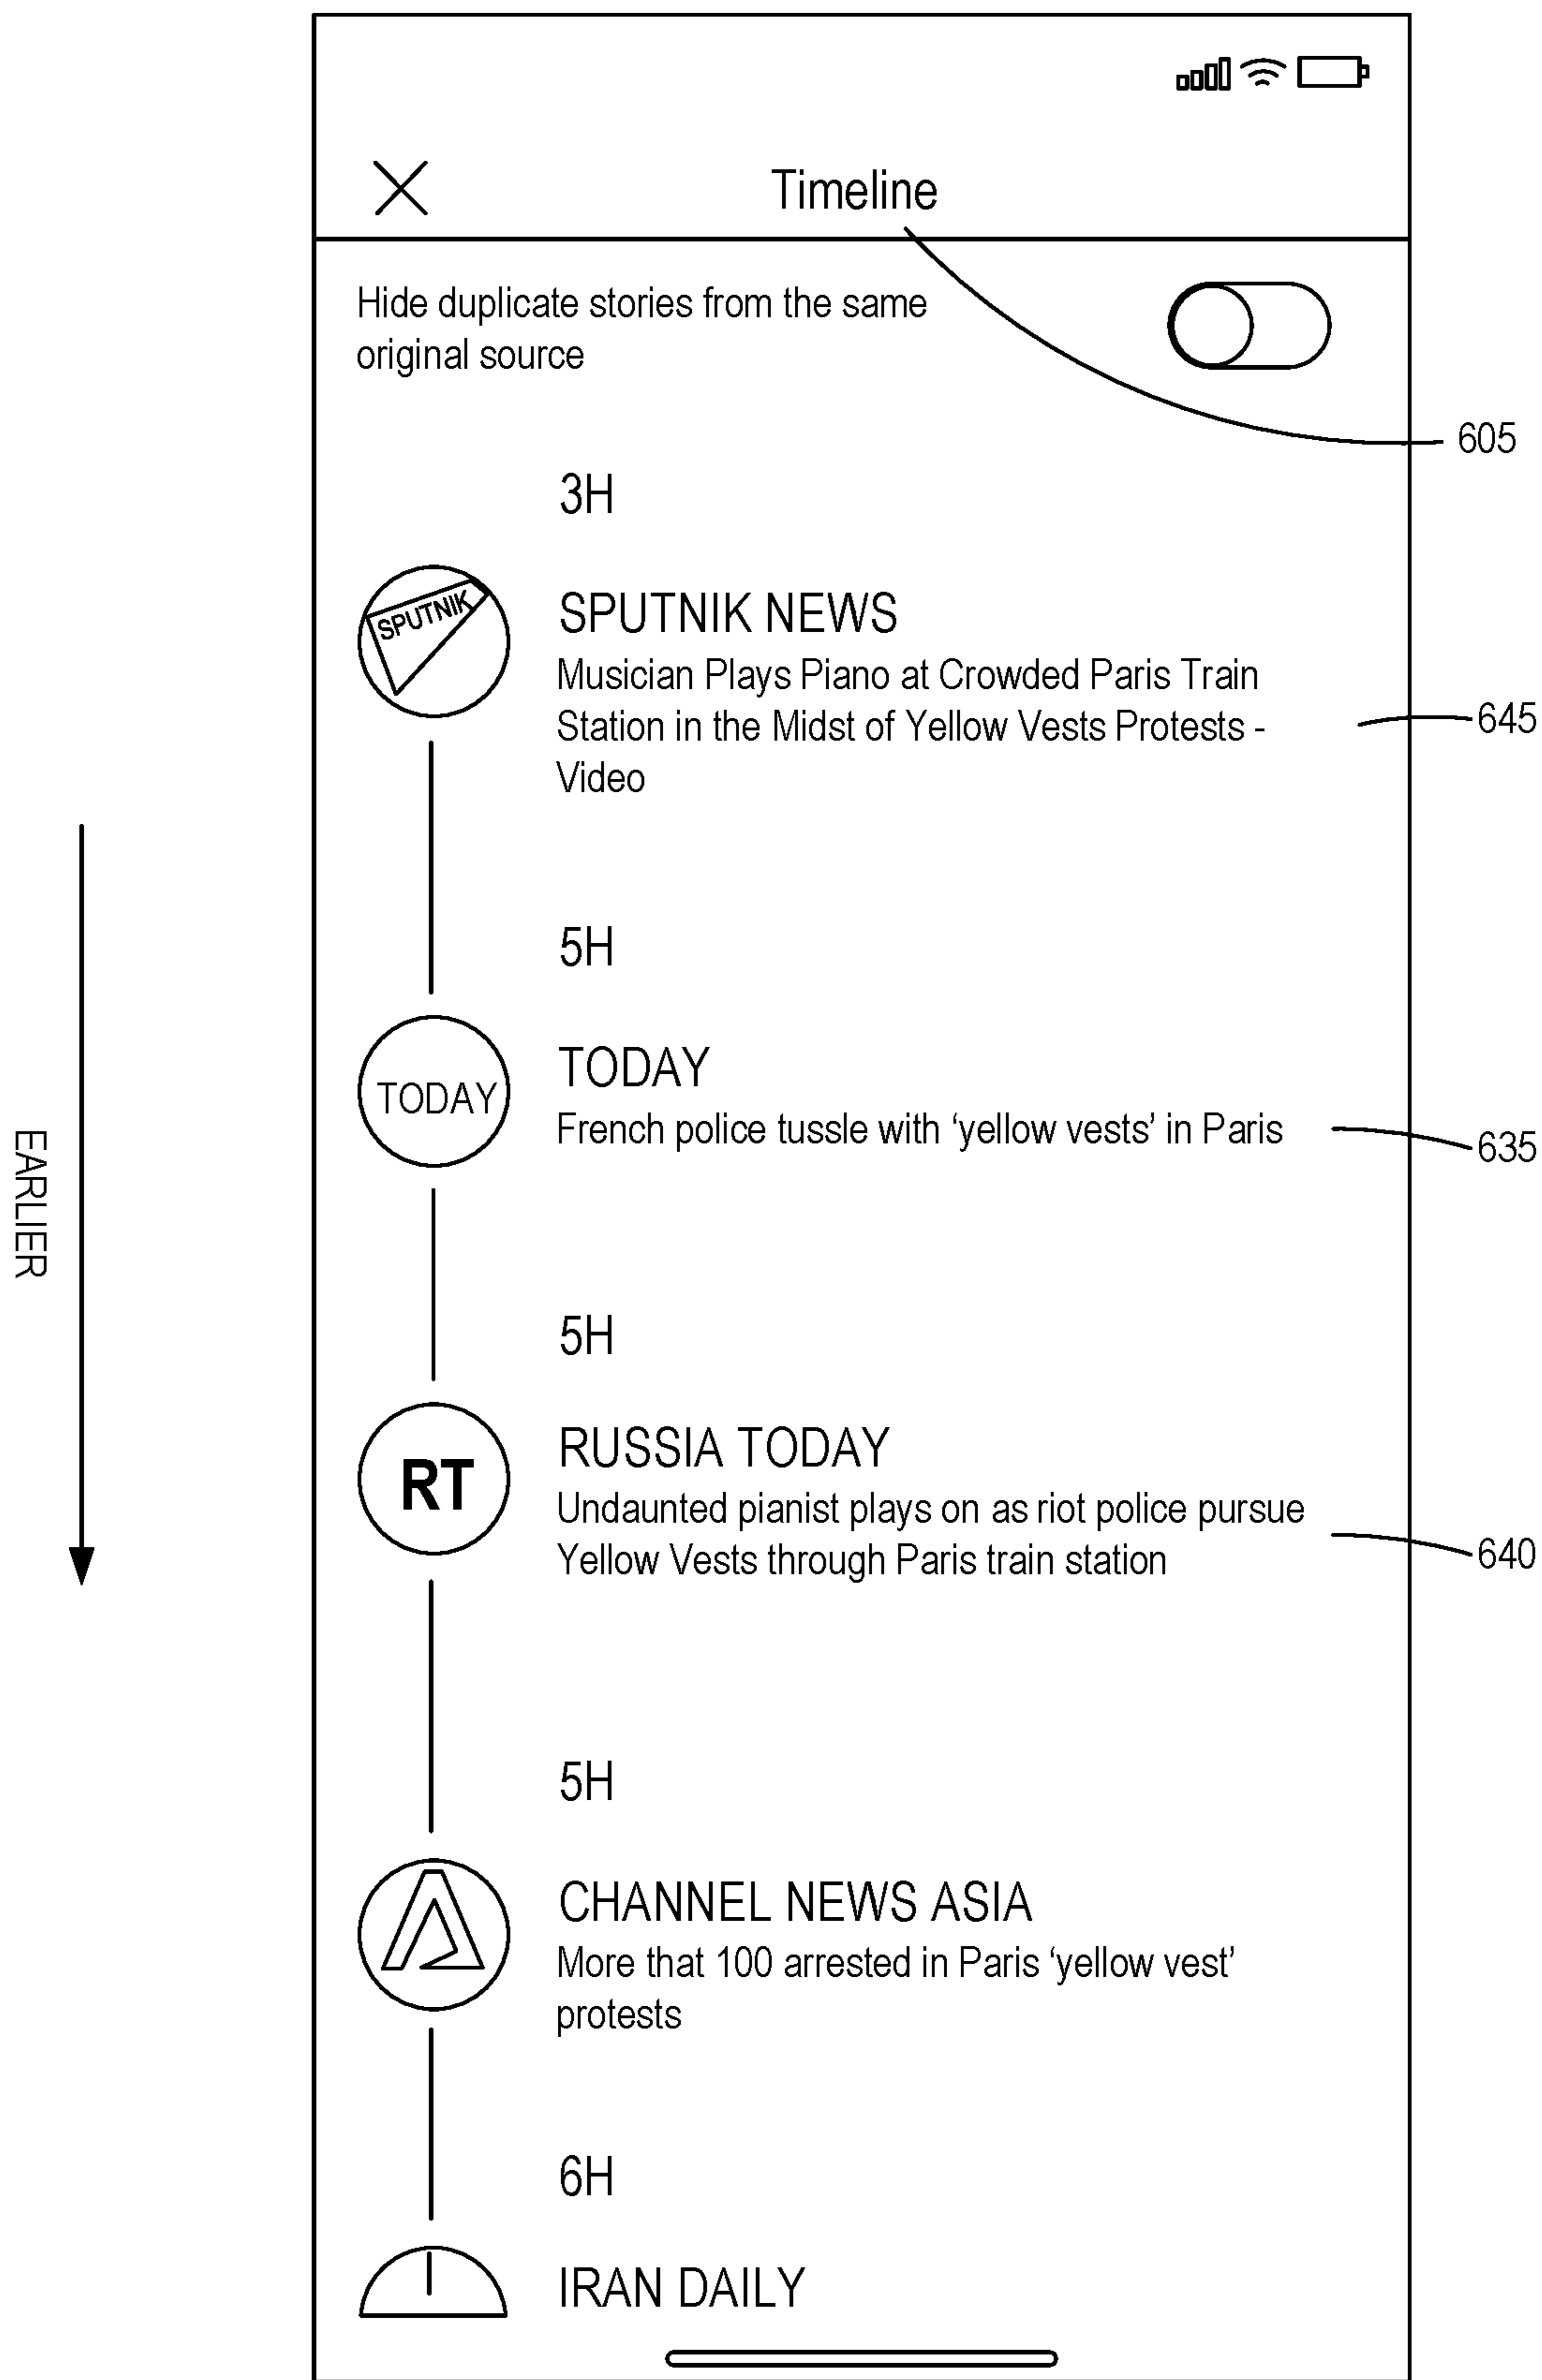 Timeline
Hide duplicate stories from the same
original source
605
3H
SPUTNIK
SPUTNIK NEWS
Musician Plays Piano at Crowded Paris Train
Station in the Midst of Yellow Vests Protests -
Video
645
5H
TODAY
TODAY
French police tussle with ‘yellow vests’ in Paris
635
EARLIER
5H
RT
RUSSIA TODAY
Undaunted pianist plays on as riot police pursue
Yellow Vests through Paris train station
640
5H
CHANNEL NEWS ASIA
More that 100 arrested in Paris ‘yellow vest’
protests
6H
IRAN DAILY